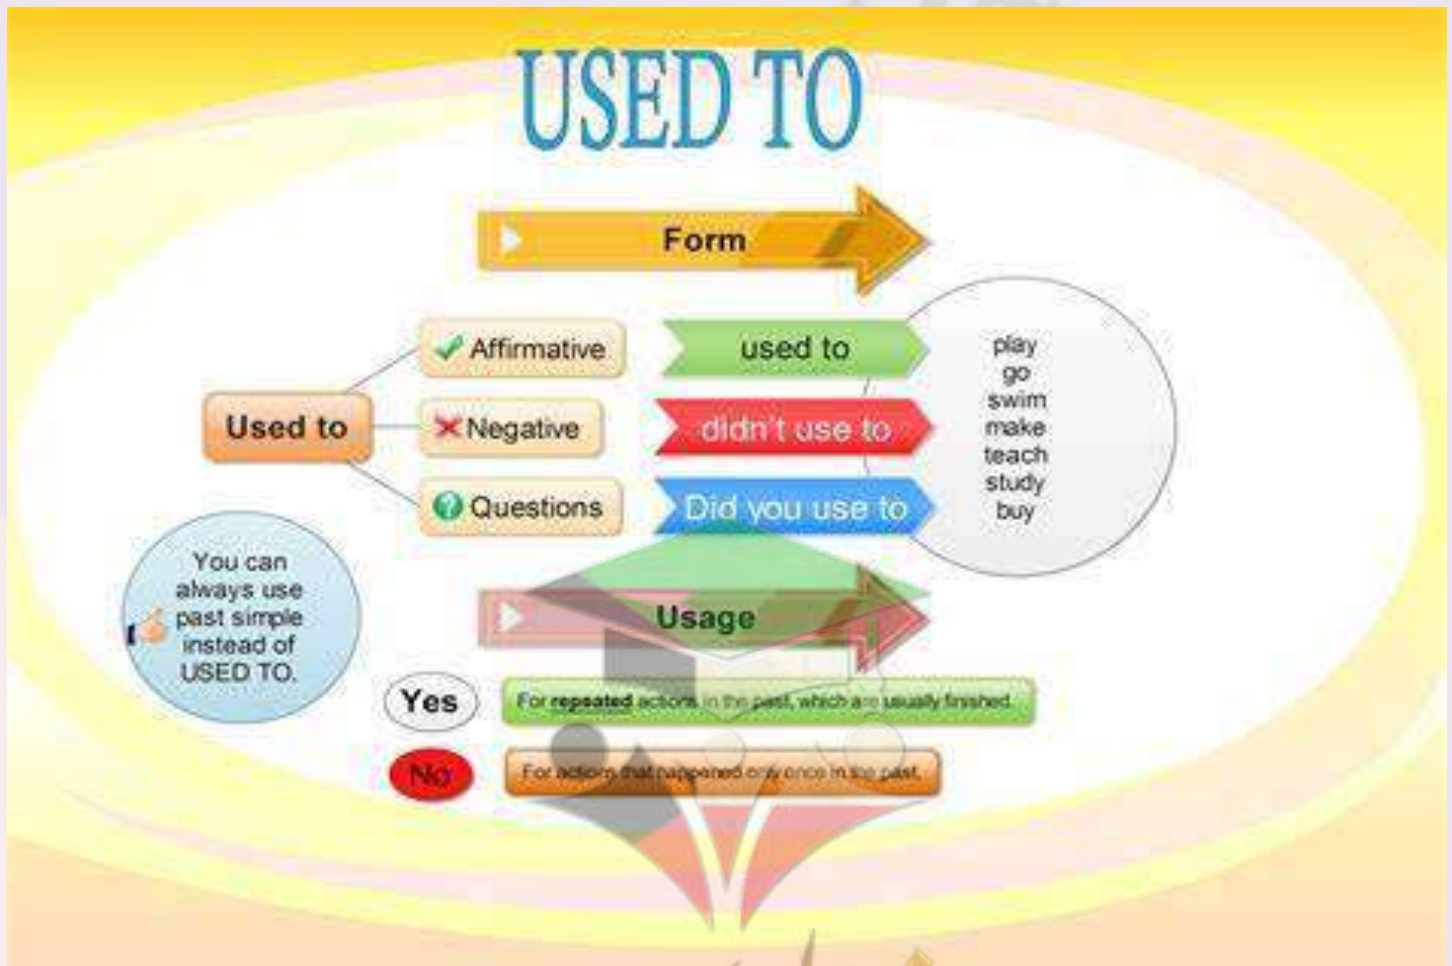 USED TO
Form
Affirmative
used to
Used to
Negative
didn't use to
Questions
Did you use to
play
go
swim
make
teach
study
buy
You can
always use
past simple
instead of
USED TO.
Usage
Yes
For repeated actions in the past, which are usually finished.
No
For actions that happened only once in the past.